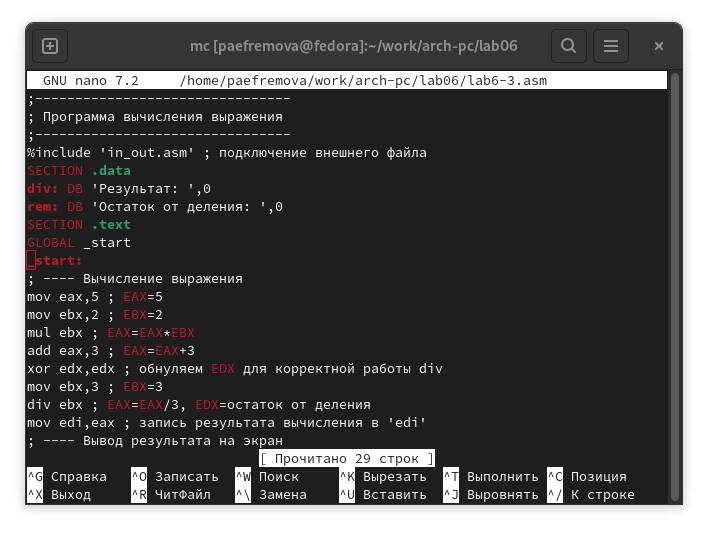 mc [paefremova@fedora]:~/work/arch-pc/lab06
GNU nano 7.2 /home/paefremova/work/arch-pc/lab06/lab6-3.asm
;--------------------------------
; Программа вычисления выражения
;--------------------------------
%include 'in_out.asm' ; подключение внешнего файла
SECTION .data
div: DB 'Результат: ',0
rem: DB 'Остаток от деления: ',0
SECTION .text
GLOBAL _start
_start:
; ---- Вычисление выражения
mov eax,5 ; EAX=5
mov ebx,2 ; EBX=2
mul ebx ; EAX=EAX*EBX
add eax,3 ; EAX=EAX+3
xor edx,edx ; обнуляем EDX для корректной работы div
mov ebx,3 ; EBX=3
div ebx ; EAX=EAX/3, EDX=остаток от деления
mov edi,eax ; запись результата вычисления в 'edi'
; ---- Вывод результата на экран
[ Прочитано 29 строк ]
^G Справка ^O Записать ^W Поиск ^K Вырезать ^T Выполнить ^C Позиция
^X Выход ^R ЧитФайл ^\ Замена ^U Вставить ^J Выровнять ^/ К строке